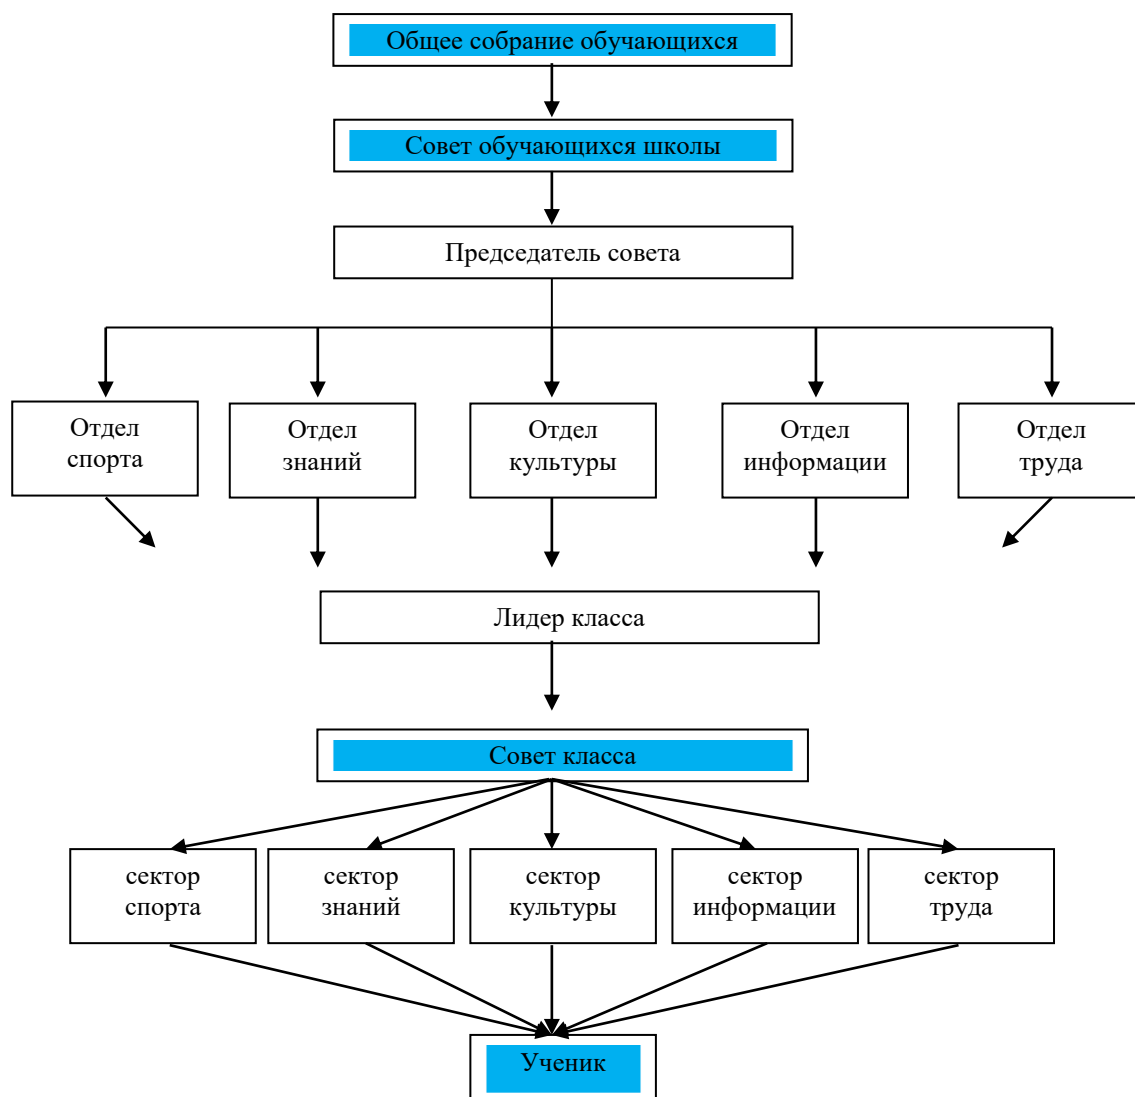 Общее собрание обучающихся
Совет обучающихся школы
Председатель совета
Отдел
спорта
Отдел
знаний
Отдел
культуры
Отдел
информации
Отдел
труда
Лидер класса
Совет класса
сектор
спорта
сектор
знаний
сектор
культуры
сектор
информации
сектор
труда
Ученик